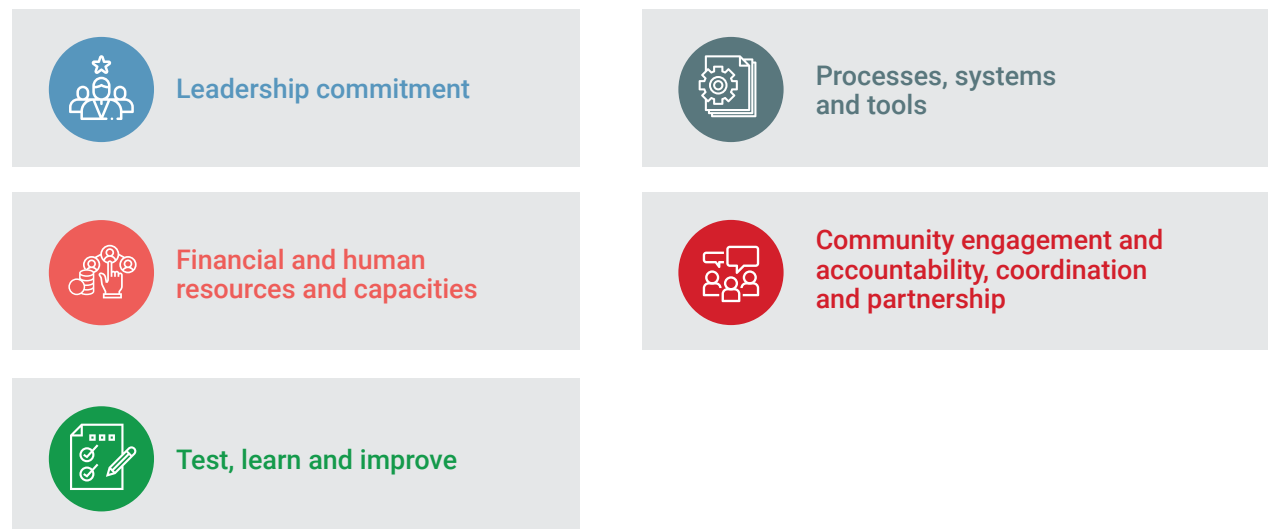 Leadership commitment
Processes, systems
and tools
Financial and human
resources and capacities
Community engagement and
accountability, coordination
and partnership
Test, learn and improve